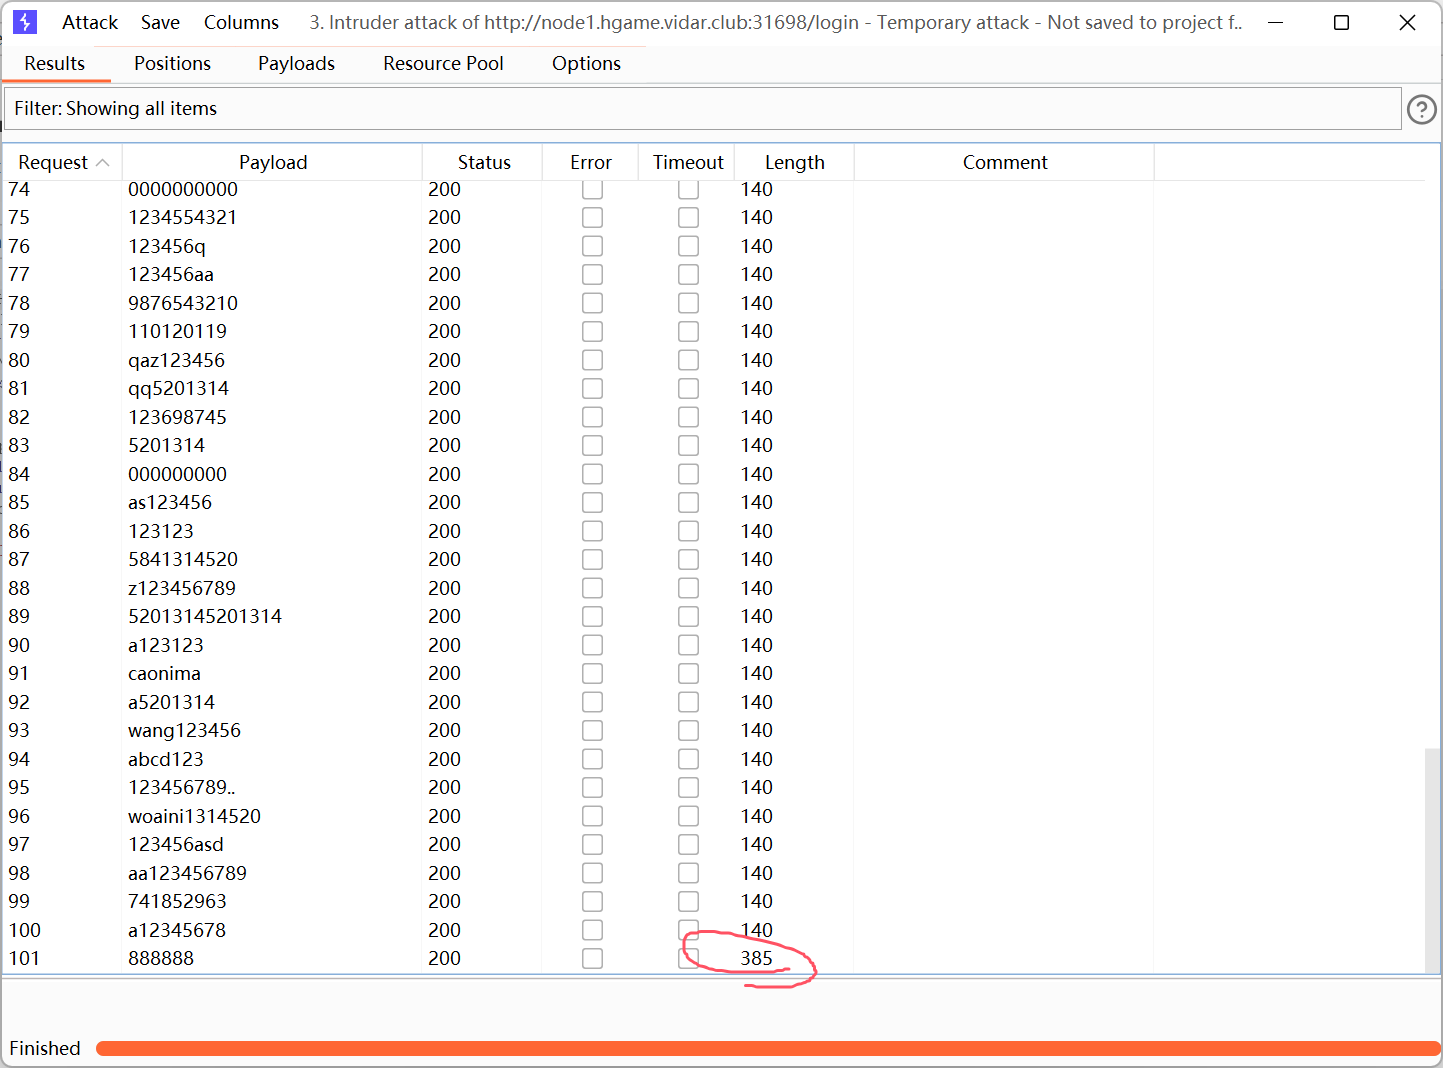 Attack Save Columns 3. Intruder attack of http://node1.hgame.vidar.club:31698/login - Temporary attack - Not saved to project f..
Results Positions Payloads Resource Pool Options
Filter: Showing all items ?
Request Payload Status Error Timeout Length Comment
74 0000000000 200 140
75 1234554321 200 140
76 123456q 200 140
77 123456aa 200 140
78 9876543210 200 140
79 110120119 200 140
80 qaz123456 200 140
81 qq5201314 200 140
82 123698745 200 140
83 5201314 200 140
84 000000000 200 140
85 as123456 200 140
86 123123 200 140
87 5841314520 200 140
88 z123456789 200 140
89 52013145201314 200 140
90 a123123 200 140
91 caonima 200 140
92 a5201314 200 140
93 wang123456 200 140
94 abcd123 200 140
95 123456789.. 200 140
96 woaini1314520 200 140
97 123456asd 200 140
98 aa123456789 200 140
99 741852963 200 140
100 a12345678 200 140
101 888888 200 385
Finished